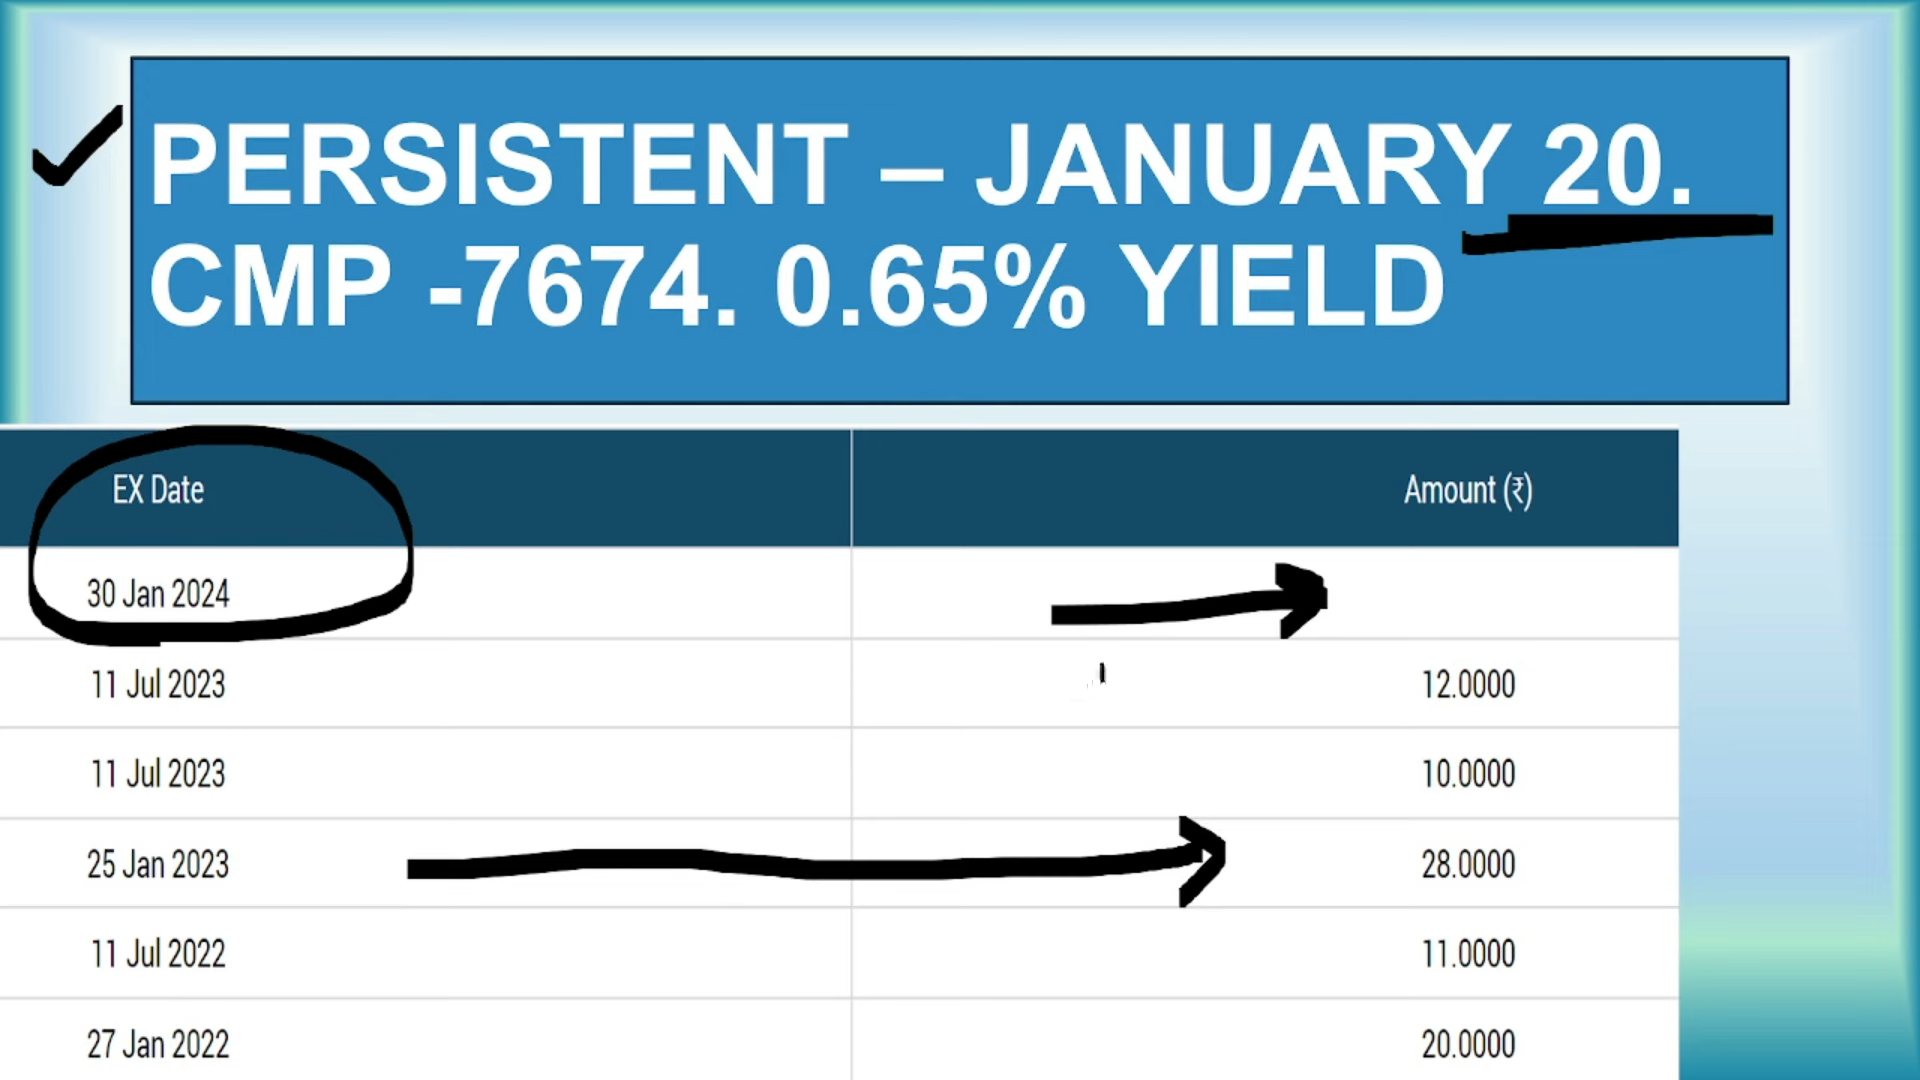 PERSISTENT – JANUARY 20.
CMP -7674. 0.65% YIELD
EX Date Amount (₹)
30 Jan 2024
11 Jul 2023 12.0000
11 Jul 2023 10.0000
25 Jan 2023 28.0000
11 Jul 2022 11.0000
27 Jan 2022 20.0000